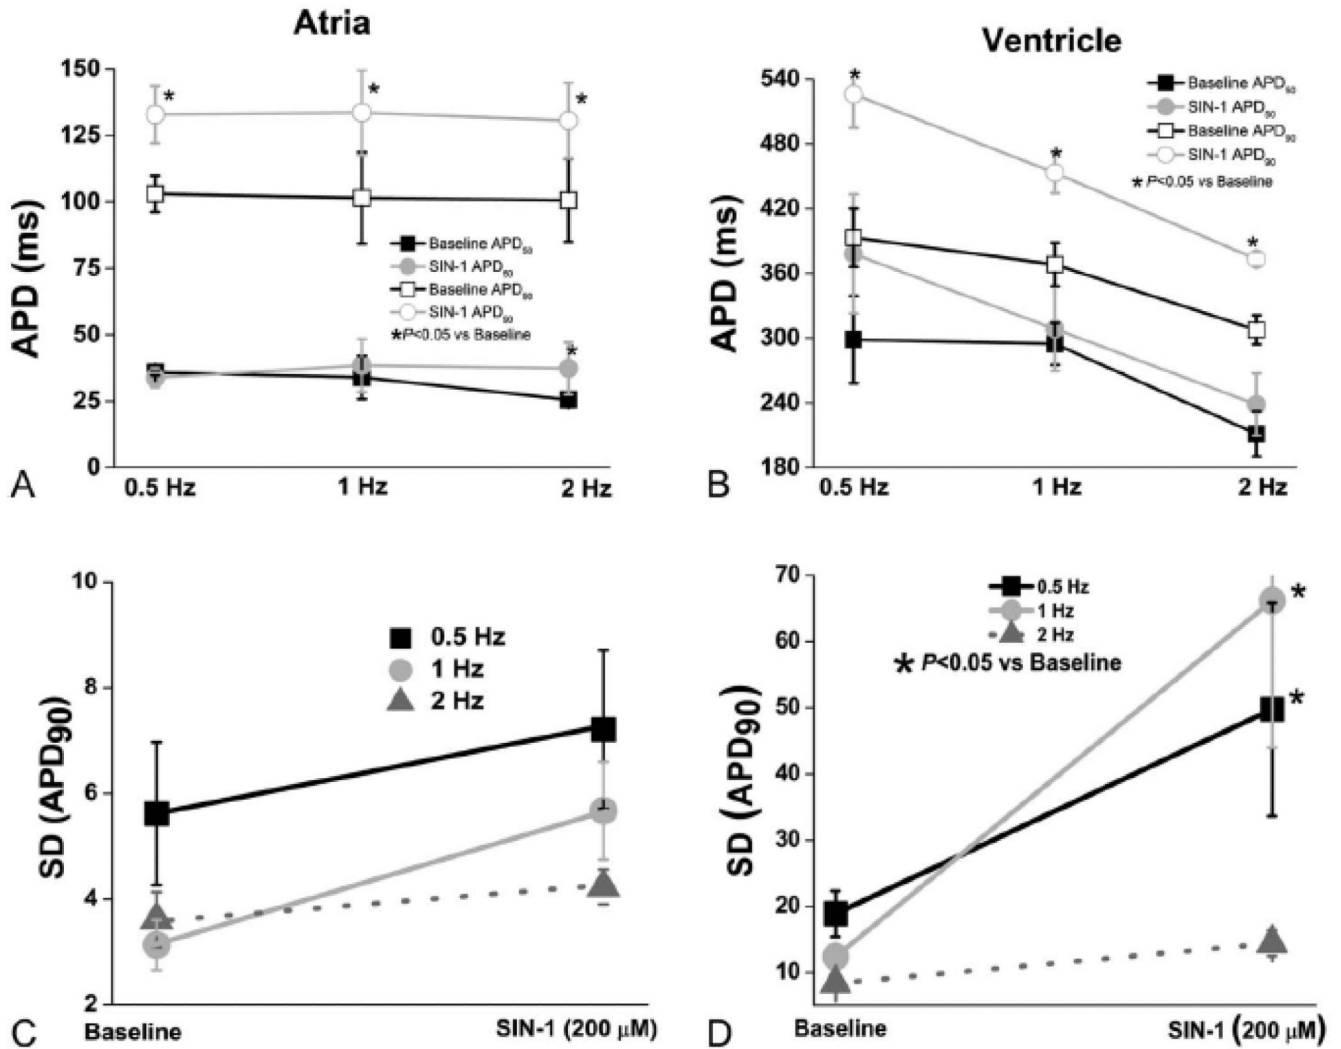 Atria
150
125
100
75
50
25
0
APD (ms)
*
*
*
*
Baseline APD50
SIN-1 APD50
Baseline APD90
SIN-1 APD90
*P<0.05 vs Baseline
0.5 Hz 1 Hz 2 Hz
A
Ventricle
540
480
420
360
300
240
180
APD (ms)
*
*
*
Baseline APD50
SIN-1 APD50
Baseline APD90
SIN-1 APD90
* P<0.05 vs Baseline
0.5 Hz 1 Hz 2 Hz
B
10
8
6
4
2
SD (APD90)
0.5 Hz
1 Hz
2 Hz
Baseline SIN-1 (200 µM)
C
70
60
50
40
30
20
10
SD (APD90)
0.5 Hz
1 Hz
2 Hz
* P<0.05 vs Baseline
*
*
Baseline SIN-1 (200 µM)
D